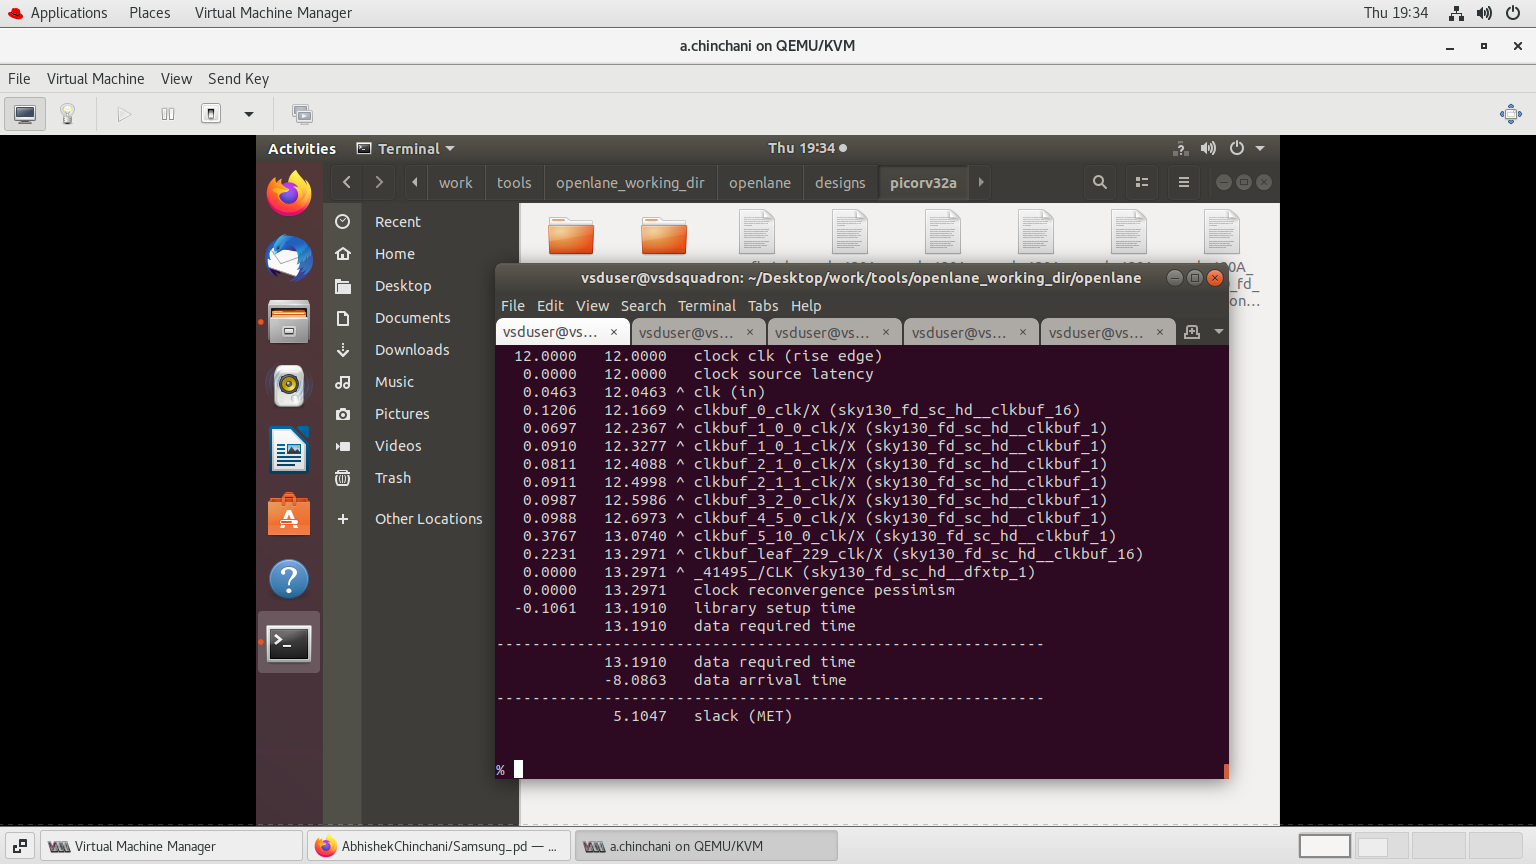 Applications Places Virtual Machine Manager Thu 19:34
a.chinchani on QEMU/KVM
File Virtual Machine View Send Key
Activities Terminal Thu 19:34
work tools openlane_working_dir openlane designs picorv32a
Recent
Home
Desktop
Documents
Downloads
Music
Pictures
Videos
Trash
Other Locations
vsduser@vsdsquadron: ~/Desktop/work/tools/openlane_working_dir/openlane
File Edit View Search Terminal Tabs Help
vsduser@vs... vsduser@vs... vsduser@vs... vsduser@vs... vsduser@vs...
12.0000 12.0000 clock clk (rise edge)
0.0000 12.0000 clock source latency
0.0463 12.0463 ^ clk (in)
0.1206 12.1669 ^ clkbuf_0_clk/X (sky130_fd_sc_hd__clkbuf_16)
0.0697 12.2367 ^ clkbuf_1_0_0_clk/X (sky130_fd_sc_hd__clkbuf_1)
0.0910 12.3277 ^ clkbuf_1_0_1_clk/X (sky130_fd_sc_hd__clkbuf_1)
0.0811 12.4088 ^ clkbuf_2_1_0_clk/X (sky130_fd_sc_hd__clkbuf_1)
0.0911 12.4998 ^ clkbuf_2_1_1_clk/X (sky130_fd_sc_hd__clkbuf_1)
0.0987 12.5986 ^ clkbuf_3_2_0_clk/X (sky130_fd_sc_hd__clkbuf_1)
0.0988 12.6973 ^ clkbuf_4_5_0_clk/X (sky130_fd_sc_hd__clkbuf_1)
0.3767 13.0740 ^ clkbuf_5_10_0_clk/X (sky130_fd_sc_hd__clkbuf_1)
0.2231 13.2971 ^ clkbuf_leaf_229_clk/X (sky130_fd_sc_hd__clkbuf_16)
0.0000 13.2971 ^ _41495_/CLK (sky130_fd_sc_hd__dfxtp_1)
0.0000 13.2971 clock reconvergence pessimism
-0.1061 13.1910 library setup time
13.1910 data required time
-------------------------------------------------------------
13.1910 data required time
-8.0863 data arrival time
-------------------------------------------------------------
5.1047 slack (MET)
%
Virtual Machine Manager AbhishekChinchani/Samsung_pd — ... a.chinchani on QEMU/KVM